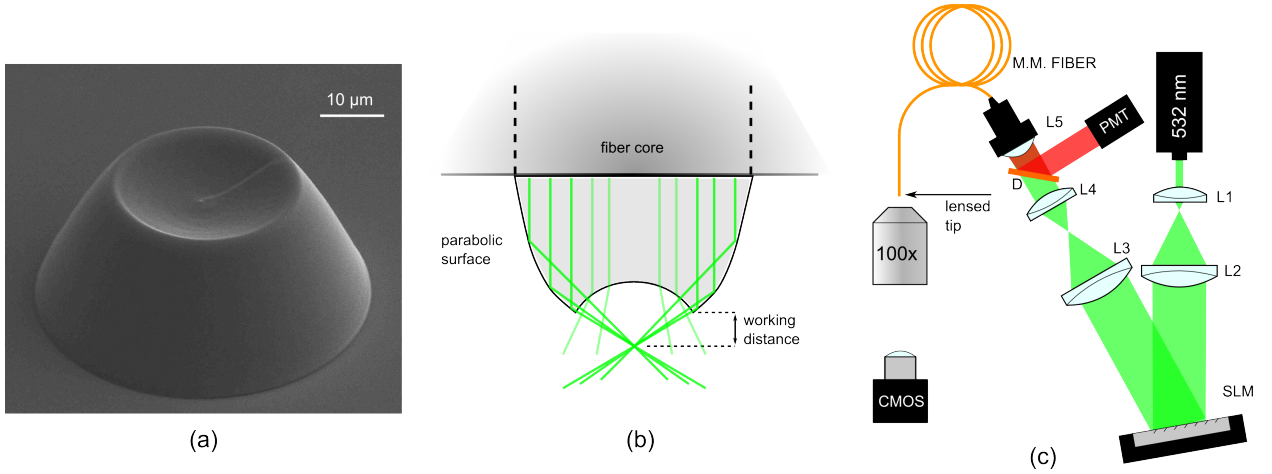 10 μm
(a)
fiber core
parabolic
surface
working
distance
(b)
M.M. FIBER
L5
PMT
532 nm
D
L4
L1
lensed
tip
100x
L3
L2
CMOS
SLM
(c)